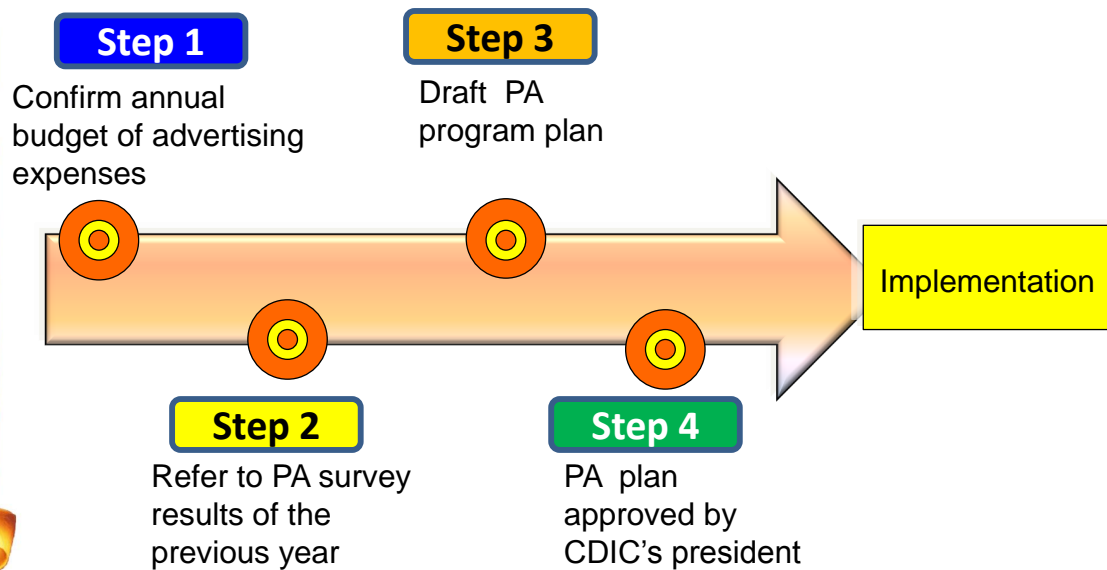 Step 1
Confirm annual
budget of advertising
expenses
Step 2
Refer to PA survey
results of the
previous year
Step 3
Draft PA
program plan
Step 4
PA plan
approved by
CDIC's president
Implementation